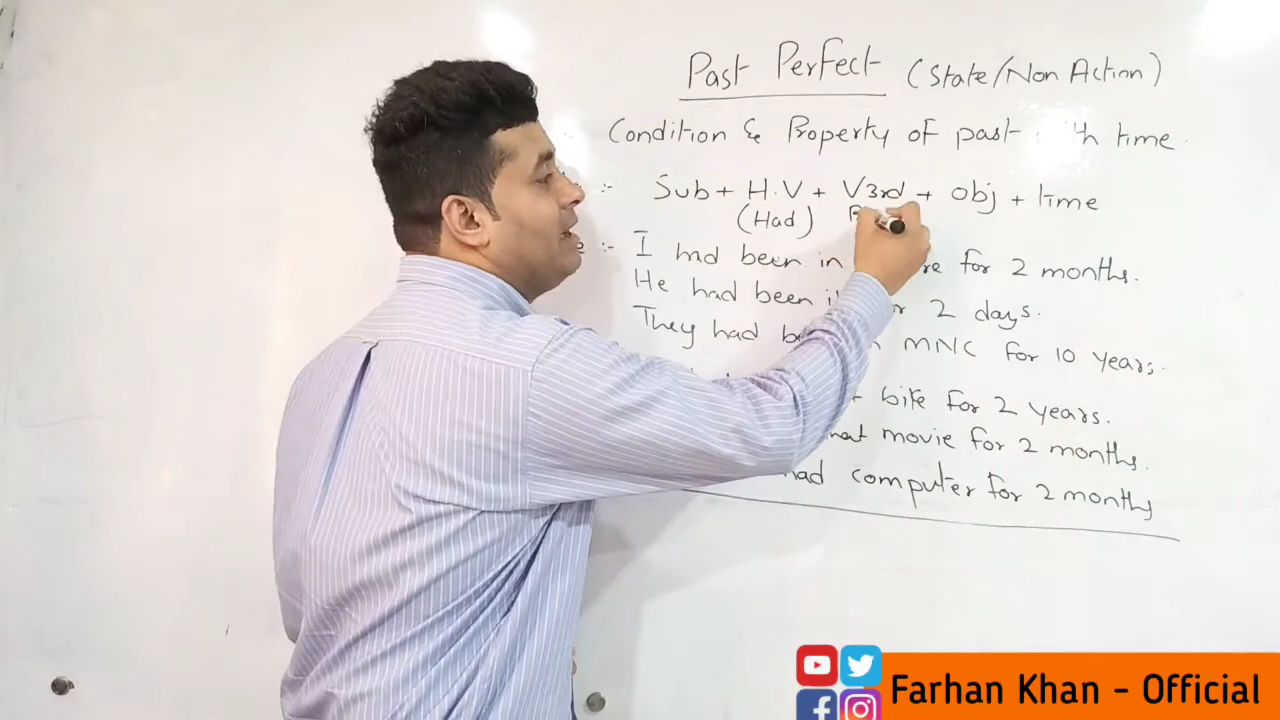 Past Perfect (State/Non Action)
Condition & Property of past with time.
:- Sub + H.V + V3rd + Obj + time
(Had)
:- I had been in for 2 months.
He had been for 2 days.
They had MNC for 10 years.
bike for 2 years.
that movie for 2 months.
had computer for 2 months
Farhan Khan - Official